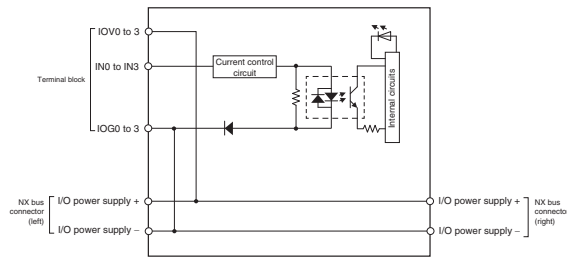 IOV0 to 3
IN0 to IN3
Current control
circuit
Terminal block
Internal circuits
IOG0 to 3
NX bus
connector
(left)
I/O power supply +
I/O power supply −
I/O power supply +
I/O power supply −
NX bus
connecto
(right)